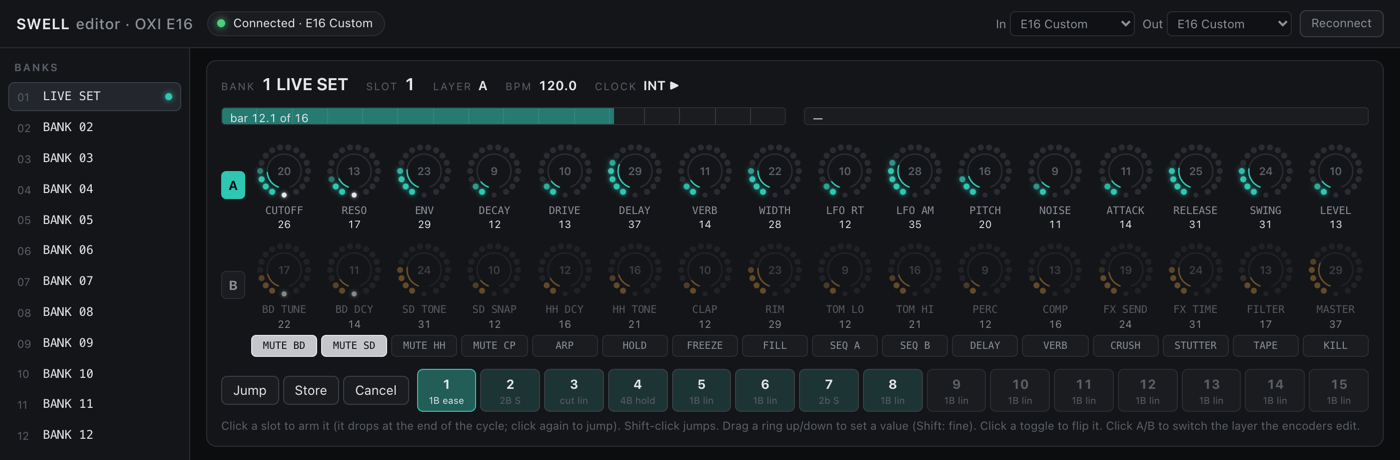 SWELL editor · OXI E16 Connected · E16 Custom In E16 Custom Out E16 Custom Reconnect
BANKS
01 LIVE SET
02 BANK 02
03 BANK 03
04 BANK 04
05 BANK 05
06 BANK 06
07 BANK 07
08 BANK 08
09 BANK 09
10 BANK 10
11 BANK 11
12 BANK 12
BANK 1 LIVE SET SLOT 1 LAYER A BPM 120.0 CLOCK INT ▶
bar 12.1 of 16 —
A 20 13 23 9 13 29 10 22 10 28 16 9 11 25 24 10
CUTOFF RESO ENV DECAY DRIVE DELAY VERB WIDTH LFO RT LFO AM PITCH NOISE ATTACK RELEASE SWING LEVEL
26 17 29 12 13 37 14 28 12 35 20 11 14 31 31 13
B 17 11 24 10 12 16 10 23 9 16 9 12 19 24 13 29
BD TUNE BD DCY SD TONE SD SNAP HH DCY HH TONE CLAP RIM TOM LO TOM HI PERC COMP FX SEND FX TIME FILTER MASTER
22 14 31 12 16 21 12 29 12 21 12 16 24 31 17 37
MUTE BD MUTE SD MUTE HH MUTE CP ARP HOLD FREEZE FILL SEQ A SEQ B DELAY VERB CRUSH STUTTER TAPE KILL
Jump Store Cancel 1 2 3 4 5 6 7 8 9 10 11 12 13 14 15
1B ease 2B S cut lin 4B hold 1B lin 1B lin 2b S 1B lin 1B lin 1B lin 1B lin 1B lin 1B lin 1B lin 1B lin
Click a slot to arm it (it drops at the end of the cycle; click again to jump). Shift-click jumps. Drag a ring up/down to set a value (Shift: fine). Click a toggle to flip it. Click A/B to switch the layer the encoders edit.